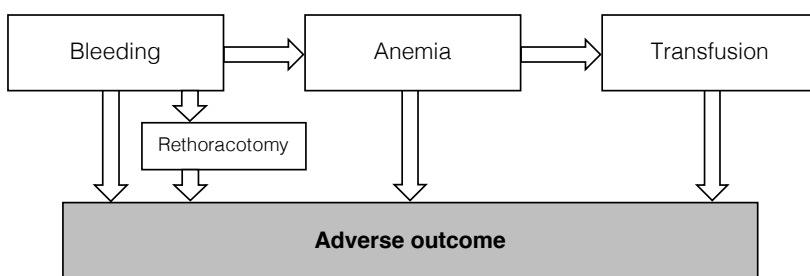 Bleeding
Anemia
Transfusion
Rethoracotomy
Adverse outcome